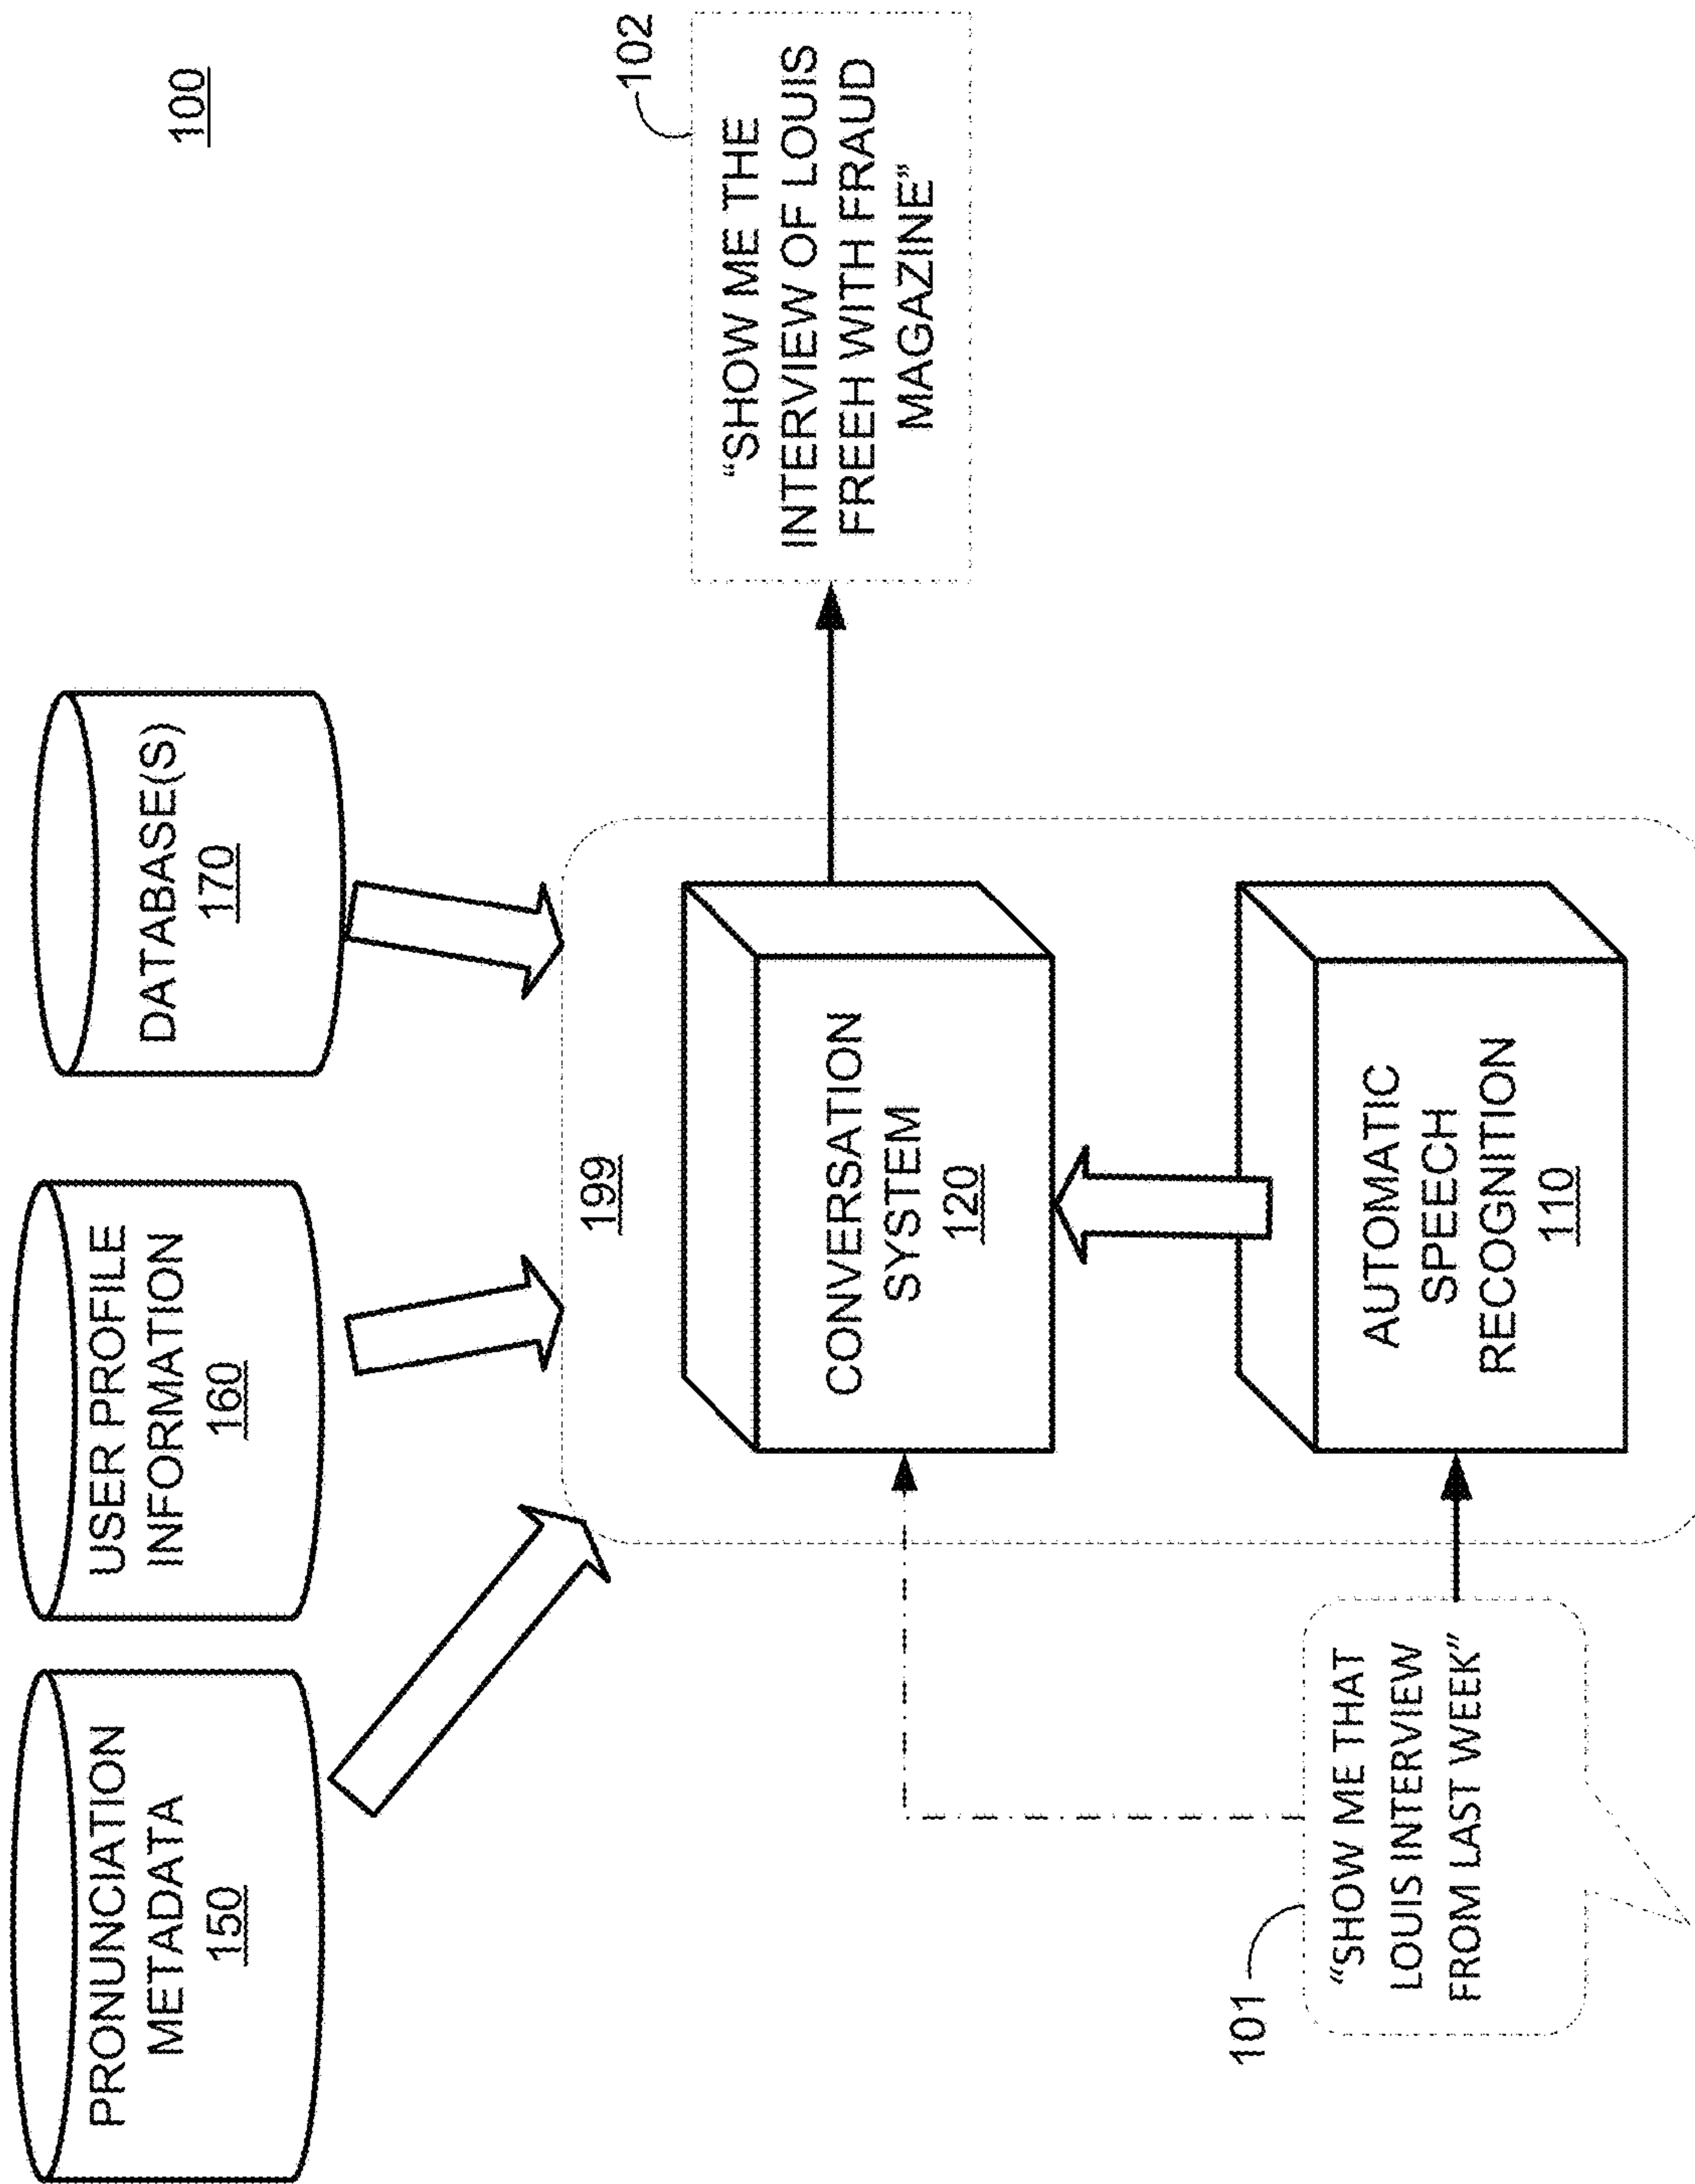 100
PRONUNCIATION
METADATA
150
USER PROFILE
INFORMATION
160
DATABASE(S)
170
199
CONVERSATION
SYSTEM
120
AUTOMATIC
SPEECH
RECOGNITION
110
101
“SHOW ME THAT
LOUIS INTERVIEW
FROM LAST WEEK”
102
“SHOW ME THE
INTERVIEW OF LOUIS
FREEH WITH FRAUD
MAGAZINE”